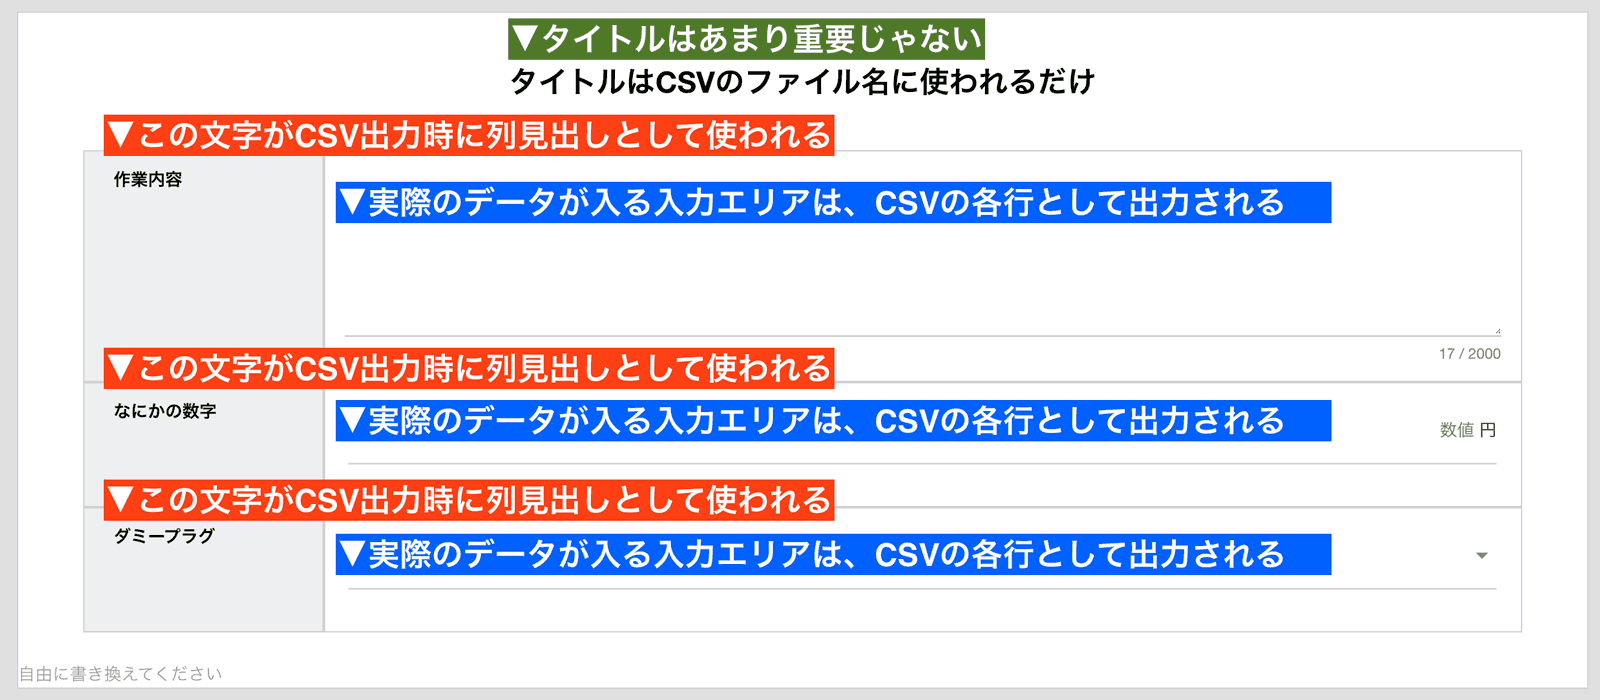 ▼タイトルはあまり重要じゃない
タイトルはCSVのファイル名に使われるだけ
▼この文字がCSV出力時に列見出しとして使われる
作業内容
▼実際のデータが入る入力エリアは、CSVの各行として出力される
17 / 2000
▼この文字がCSV出力時に列見出しとして使われる
なにかの数字
▼実際のデータが入る入力エリアは、CSVの各行として出力される
数値 円
▼この文字がCSV出力時に列見出しとして使われる
ダミープラグ
▼実際のデータが入る入力エリアは、CSVの各行として出力される
自由に書き換えてください